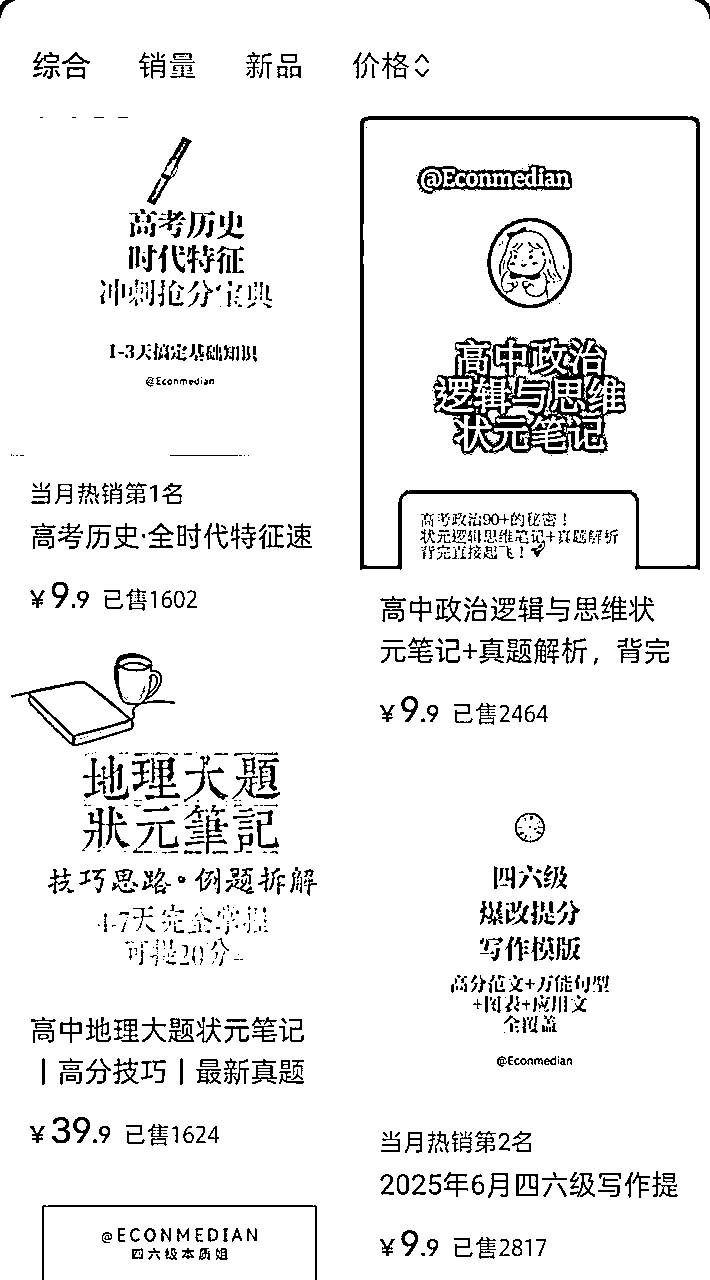 综合 销量 新品 价格
高考历史
时代特征
冲刺抢分宝典
1-3天搞定基础知识
@Econmedian
当月热销第1名
高考历史·全时代特征速
¥9.9 已售1602
@Econmedian
高中政治
逻辑与思维
状元笔记
高考政治90+的秘密！
状元逻辑思维笔记+真题解析
背完直接起飞！
高中政治逻辑与思维状
元笔记+真题解析，背完
¥9.9 已售2464
地理大題
狀元筆記
技巧思路·例题拆解
4-7天完全掌握
可提20分+
高中地理大题状元笔记
｜高分技巧｜最新真题
¥39.9 已售1624
四六级
爆改提分
写作模版
高分范文+万能句型
+图表+应用文
全覆盖
@Econmedian
当月热销第2名
2025年6月四六级写作提
¥9.9 已售2817
@ECONMEDIAN
四六级本质姐